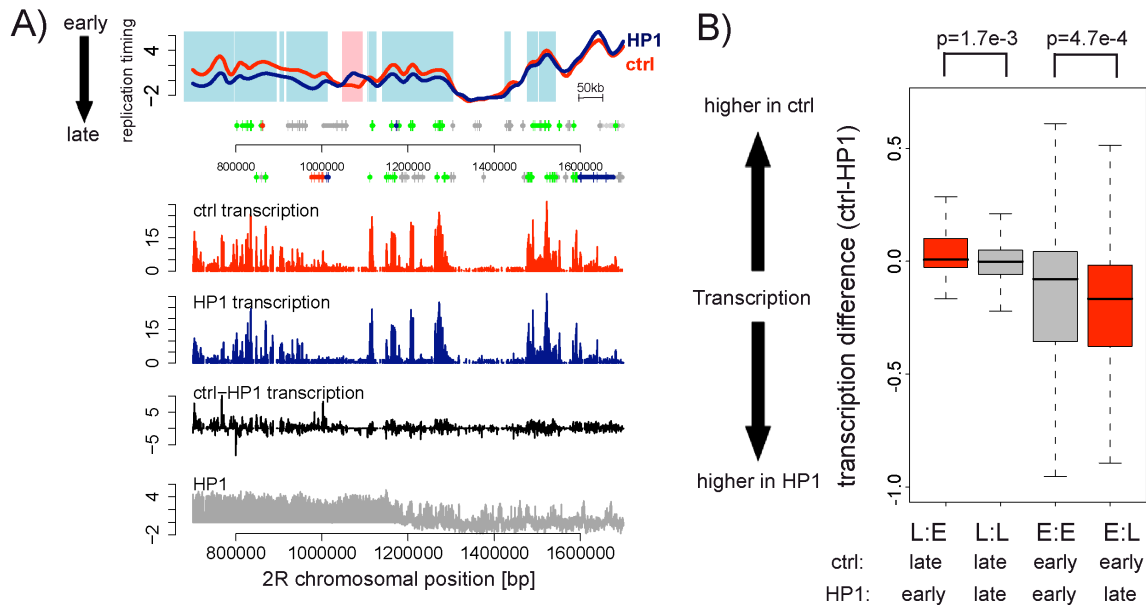 A)
early
late
replication timing
4
−2
HP1
ctrl
50kb
800000 1000000 1200000 1400000 1600000
ctrl transcription
15
0
HP1 transcription
15
0
ctrl−HP1 transcription
5
−5
HP1
4
−2
800000 1000000 1200000 1400000 1600000
2R chromosomal position [bp]
B)
p=1.7e-3 p=4.7e-4
higher in ctrl
Transcription
higher in HP1
transcription difference (ctrl-HP1)
0.5
0.0
-0.5
-1.0
L:E L:L E:E E:L
ctrl: late late early early
HP1: early late early late